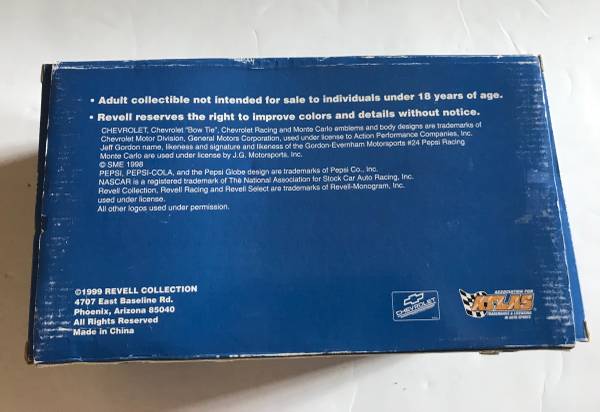 • Adult collectible not intended for sale to individuals under 18 years of age.
• Revell reserves the right to improve colors and details without notice.
CHEVROLET, Chevrolet "Bow Tie", Chevrolet Racing and Monte Carlo emblems and body designs are trademarks of
Chevrolet Motor Division, General Motors Corporation, used under license to Action Performance Companies, Inc.
Jeff Gordon name, likeness and signature and likeness of the Gordon-Evernham Motorsports #24 Pepsi Racing
Monte Carlo are used under license by J.G. Motorsports, Inc.
© SME 1998
PEPSI, PEPSI-COLA, and the Pepsi Globe design are trademarks of Pepsi Co., Inc.
NASCAR is a registered trademark of The National Association for Stock Car Auto Racing, Inc.
Revell Collection, Revell Racing and Revell Select are trademarks of Revell-Monogram, Inc.
used under license.
All other logos used under permission.
©1999 REVELL COLLECTION
4707 East Baseline Rd.
Phoenix, Arizona 85040
All Rights Reserved
Made in China
CHEVROLET
ASSOCIATION FOR
ATLAS
TRADEMARKS & LICENSING
IN AUTO SPORTS